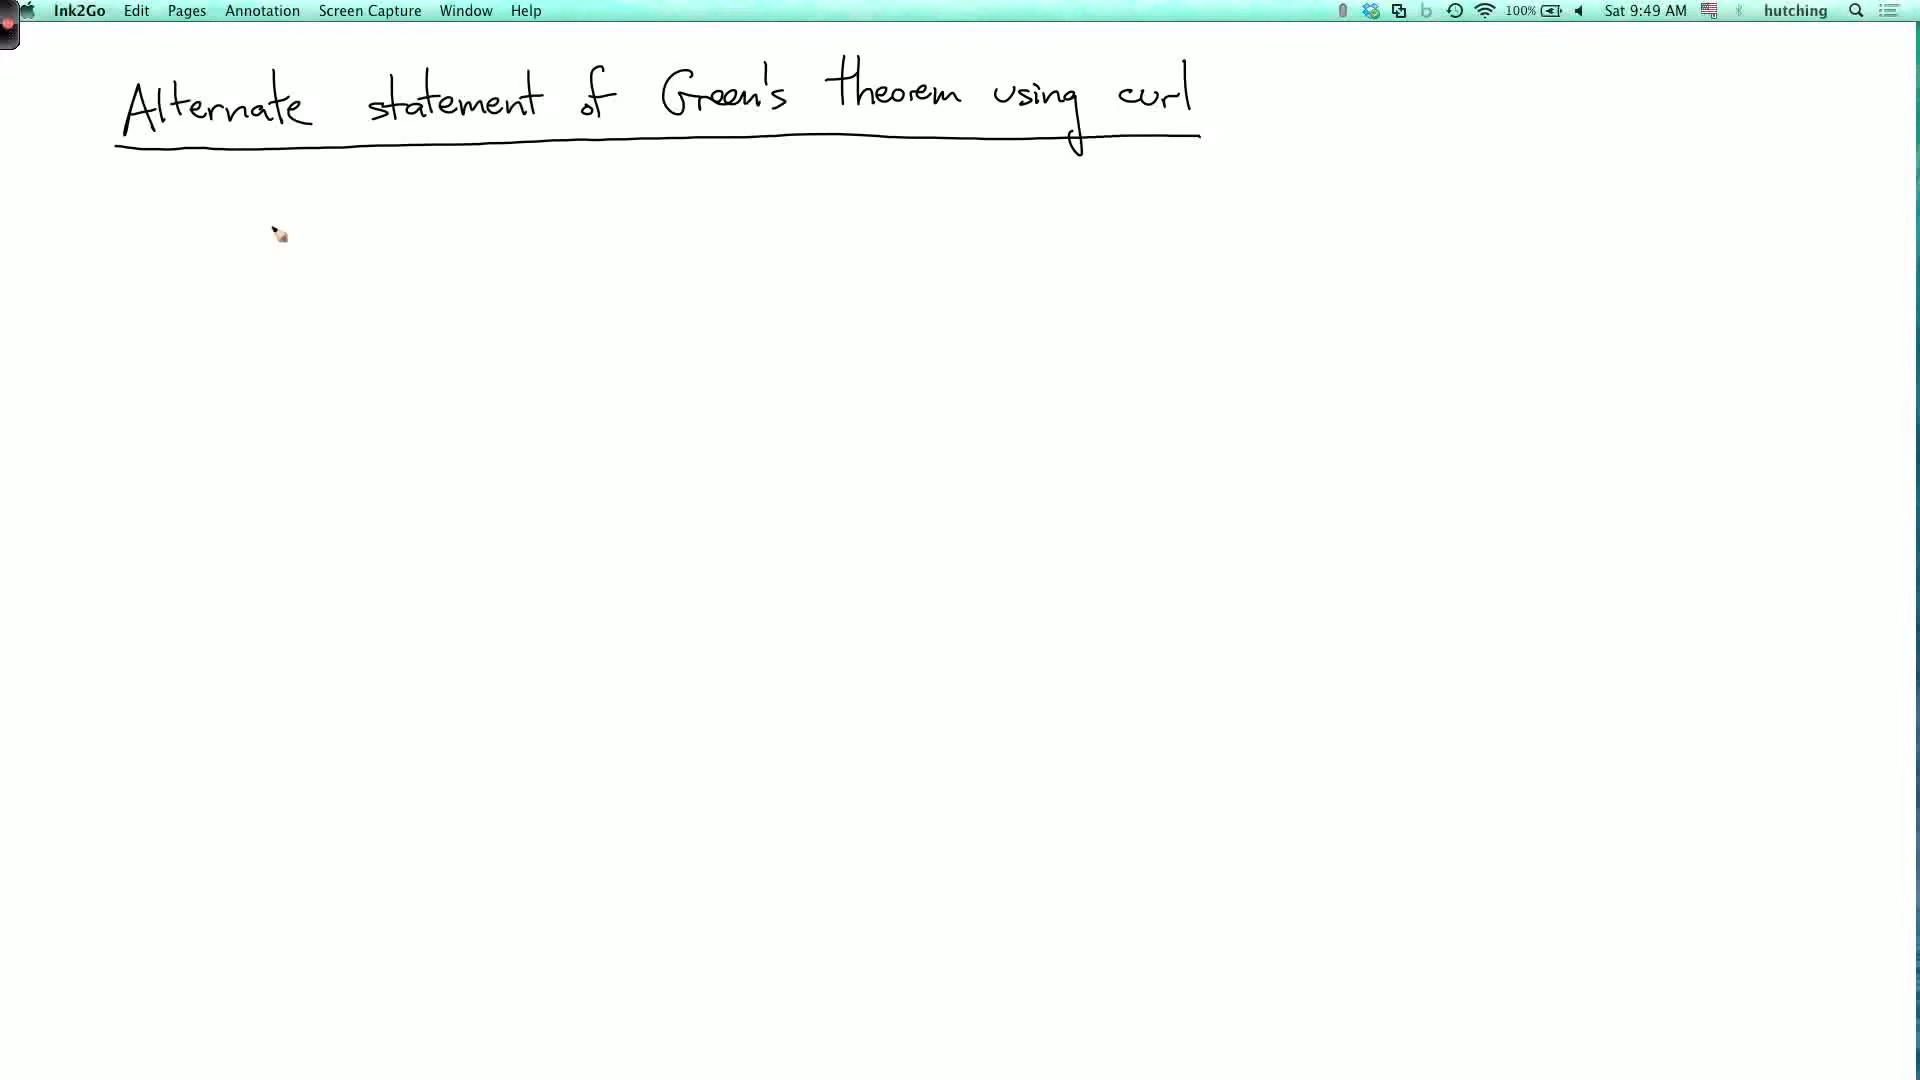 Ink2Go Edit Pages Annotation Screen Capture Window Help 100% Sat 9:49 AM hutching
Alternate statement of Green's theorem using curl